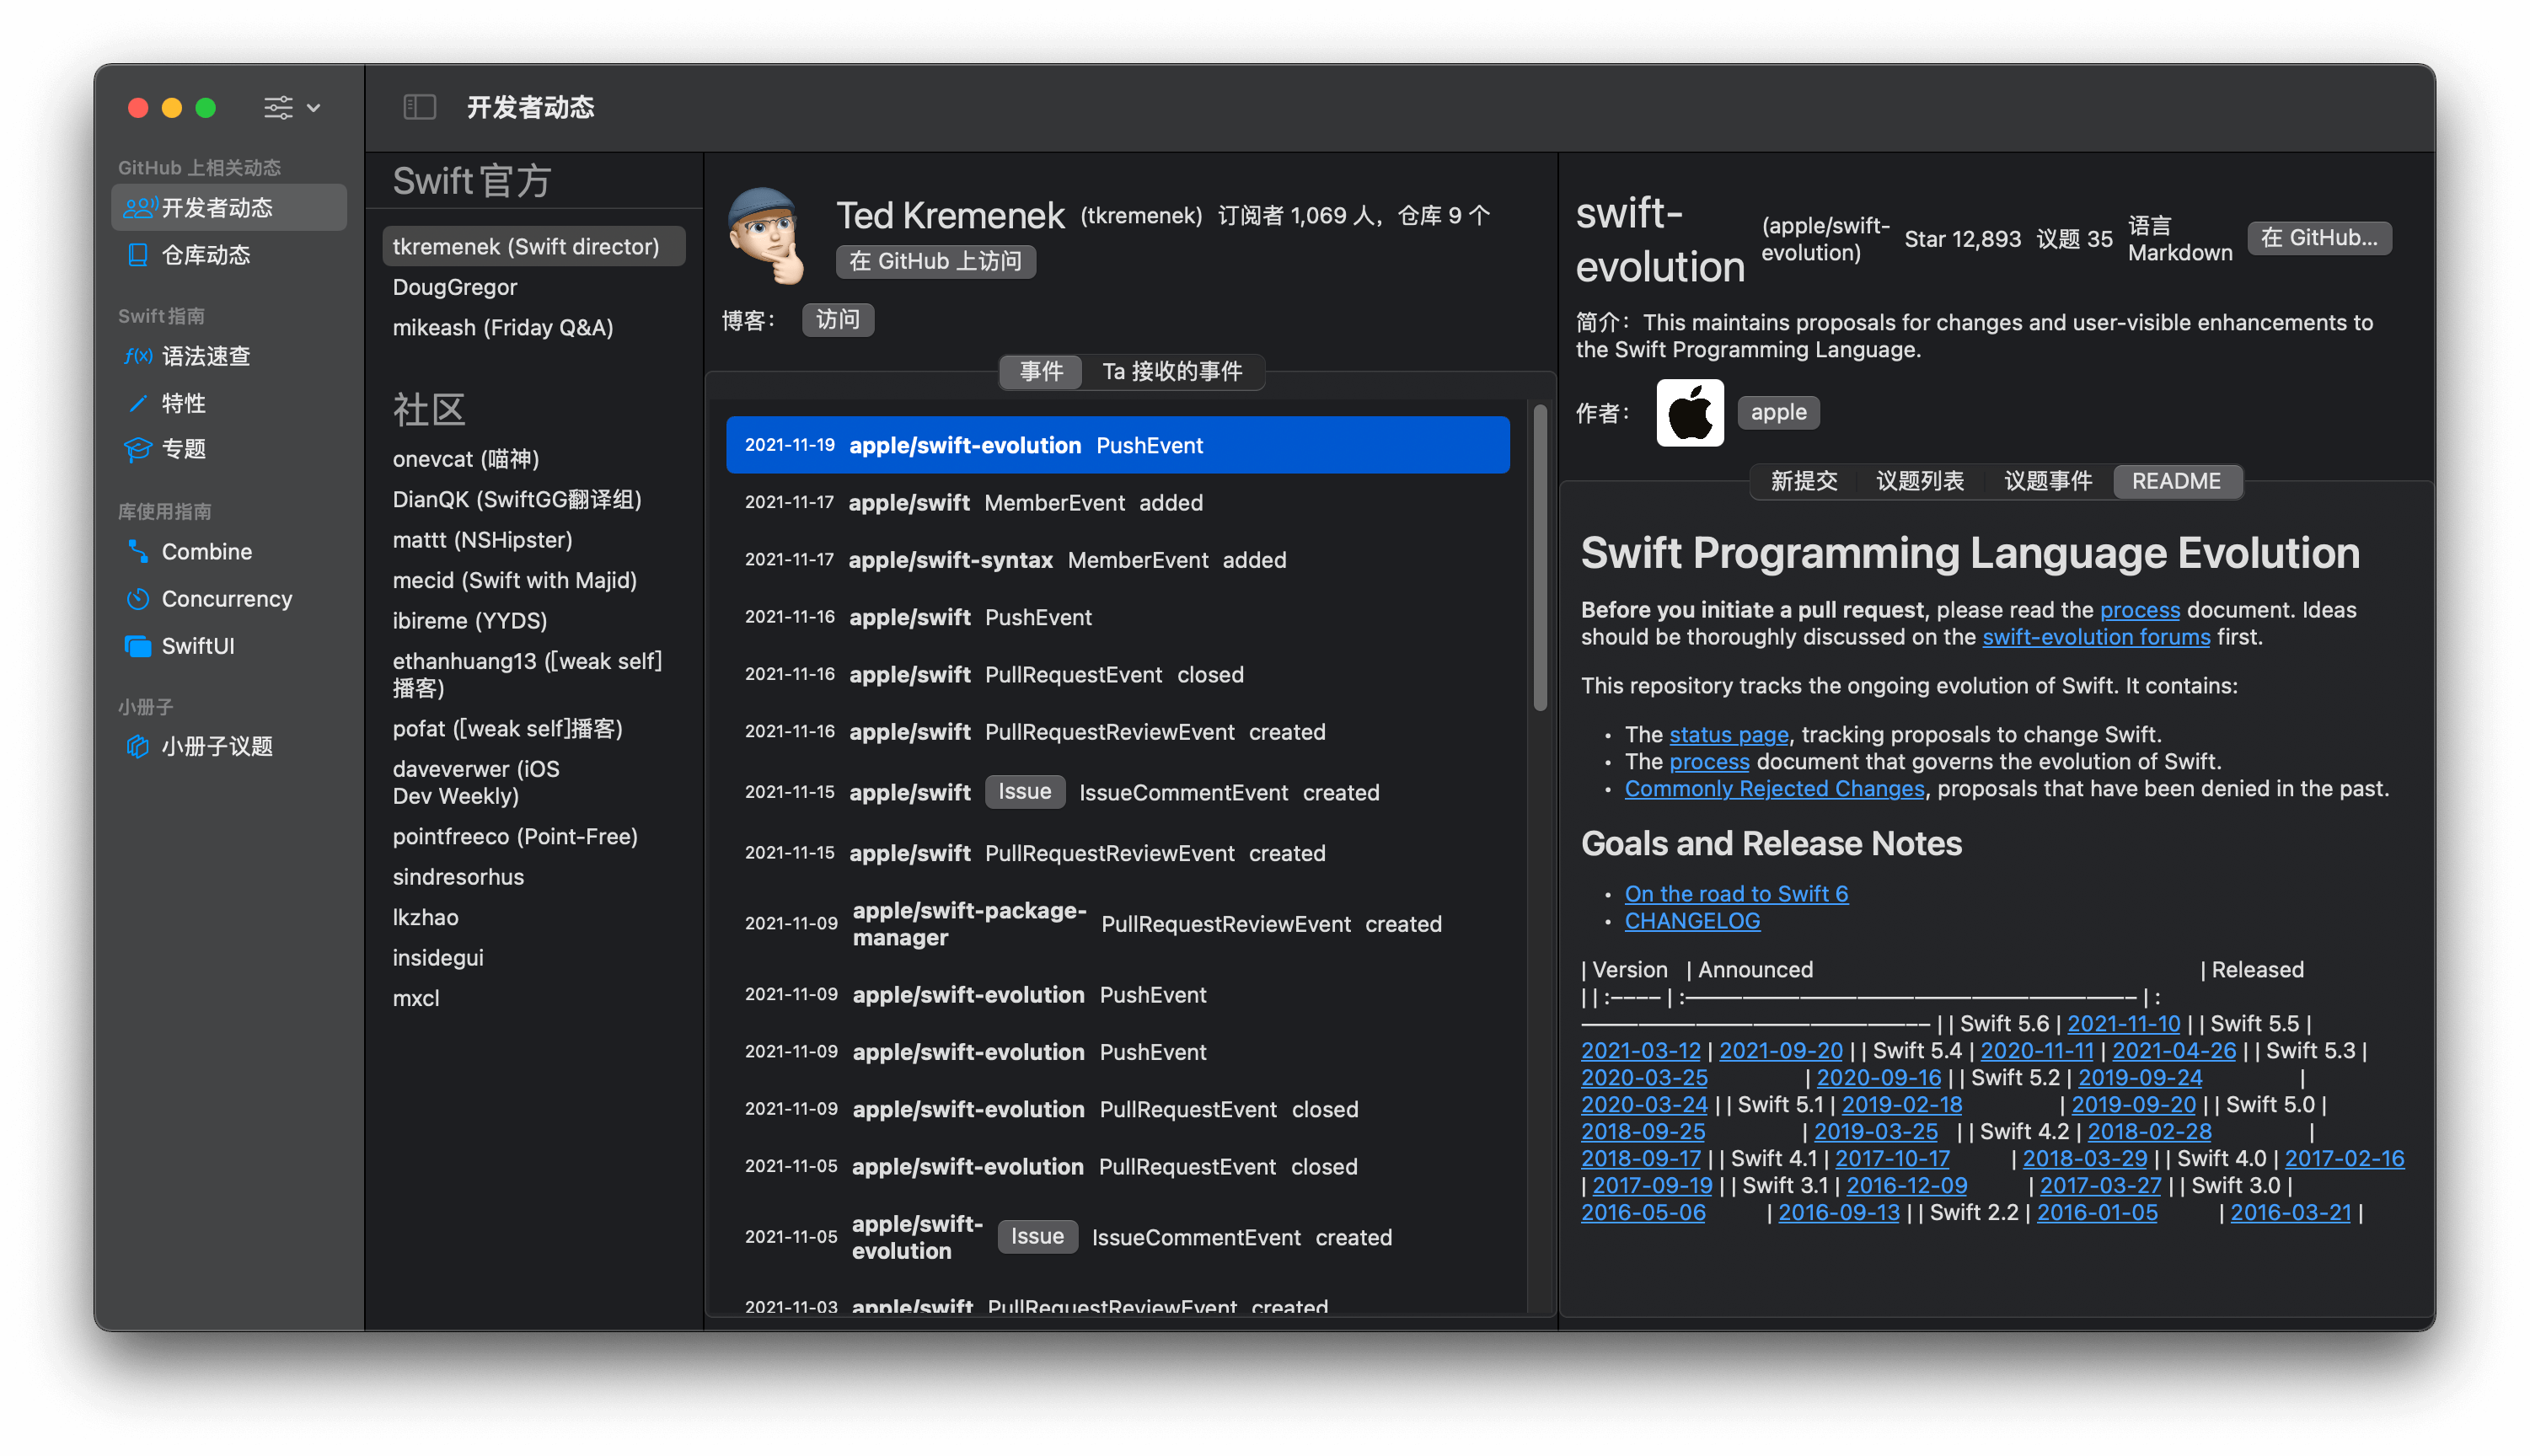 开发者动态
GitHub 上相关动态
开发者动态
仓库动态
Swift指南
语法速查
特性
专题
库使用指南
Combine
Concurrency
SwiftUI
小册子
小册子议题
Swift官方
tkremenek (Swift director)
DougGregor
mikeash (Friday Q&A)
社区
onevcat (喵神)
DianQK (SwiftGG翻译组)
mattt (NSHipster)
mecid (Swift with Majid)
ibireme (YYDS)
ethanhuang13 ([weak self]
播客)
pofat ([weak self]播客)
daveverwer (iOS
Dev Weekly)
pointfreeco (Point-Free)
sindresorhus
lkzhao
insidegui
mxcl
Ted Kremenek (tkremenek) 订阅者 1,069 人，仓库 9 个
在 GitHub 上访问
博客： 访问
事件 Ta 接收的事件
2021-11-19 apple/swift-evolution PushEvent
2021-11-17 apple/swift MemberEvent added
2021-11-17 apple/swift-syntax MemberEvent added
2021-11-16 apple/swift PushEvent
2021-11-16 apple/swift PullRequestEvent closed
2021-11-16 apple/swift PullRequestReviewEvent created
2021-11-15 apple/swift Issue IssueCommentEvent created
2021-11-15 apple/swift PullRequestReviewEvent created
2021-11-09 apple/swift-package-
manager PullRequestReviewEvent created
2021-11-09 apple/swift-evolution PushEvent
2021-11-09 apple/swift-evolution PushEvent
2021-11-09 apple/swift-evolution PullRequestEvent closed
2021-11-05 apple/swift-evolution PullRequestEvent closed
2021-11-05 apple/swift-
evolution Issue IssueCommentEvent created
2021-11-03 apple/swift PullRequestReviewEvent created
swift-
evolution
(apple/swift-
evolution)
Star 12,893 议题 35
语言
Markdown
在 GitHub...
简介：This maintains proposals for changes and user-visible enhancements to
the Swift Programming Language.
作者： apple
新提交 议题列表 议题事件 README
Swift Programming Language Evolution
Before you initiate a pull request, please read the process document. Ideas
should be thoroughly discussed on the swift-evolution forums first.
This repository tracks the ongoing evolution of Swift. It contains:
• The status page, tracking proposals to change Swift.
• The process document that governs the evolution of Swift.
• Commonly Rejected Changes, proposals that have been denied in the past.
Goals and Release Notes
• On the road to Swift 6
• CHANGELOG
| Version | Announced | Released
| | :---- | :——————————————— | :
——————————————— | | Swift 5.6 | 2021-11-10 | | Swift 5.5 |
2021-03-12 | 2021-09-20 | | Swift 5.4 | 2020-11-11 | 2021-04-26 | | Swift 5.3 |
2020-03-25 | 2020-09-16 | | Swift 5.2 | 2019-09-24 |
2020-03-24 | | Swift 5.1 | 2019-02-18 | 2019-09-20 | | Swift 5.0 |
2018-09-25 | 2019-03-25 | | Swift 4.2 | 2018-02-28 |
2018-09-17 | | Swift 4.1 | 2017-10-17 | 2018-03-29 | | Swift 4.0 | 2017-02-16
| 2017-09-19 | | Swift 3.1 | 2016-12-09 | 2017-03-27 | | Swift 3.0 |
2016-05-06 | 2016-09-13 | | Swift 2.2 | 2016-01-05 | 2016-03-21 |